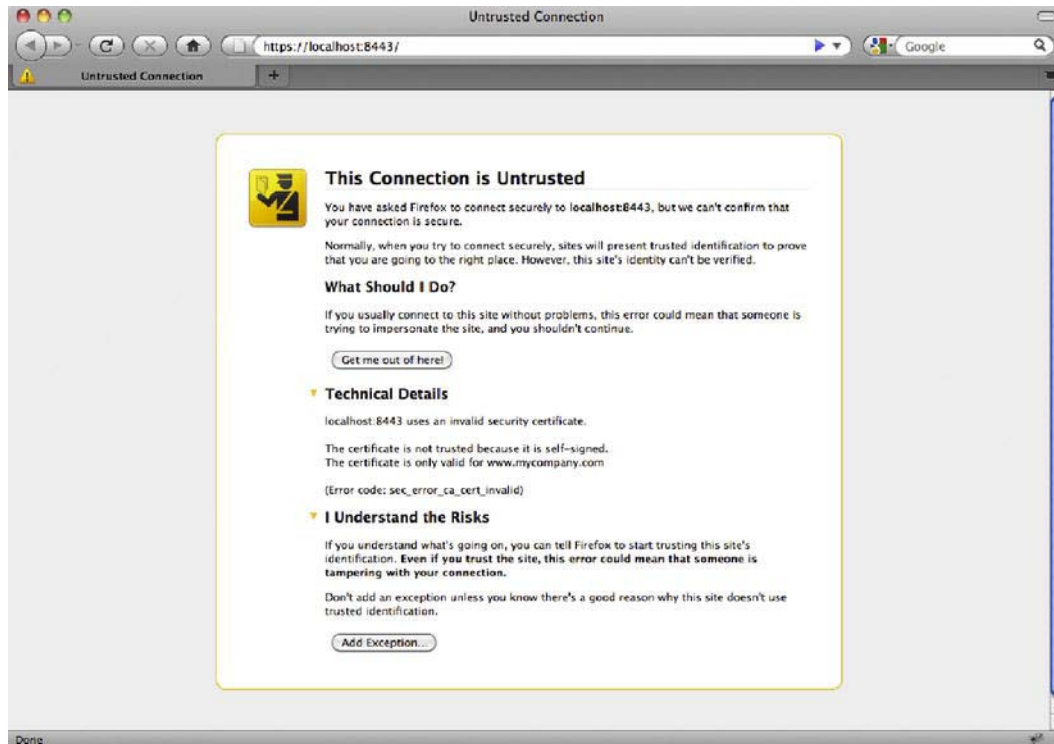 Untrusted Connection
https://localhost:8443/
Google
Untrusted Connection
+
This Connection is Untrusted
You have asked Firefox to connect securely to localhost:8443, but we can't confirm that
your connection is secure.
Normally, when you try to connect securely, sites will present trusted identification to prove
that you are going to the right place. However, this site's identity can't be verified.
What Should I Do?
If you usually connect to this site without problems, this error could mean that someone is
trying to impersonate the site, and you shouldn't continue.
Get me out of here!
Technical Details
localhost:8443 uses an invalid security certificate.
The certificate is not trusted because it is self-signed.
The certificate is only valid for www.mycompany.com
(Error code: sec_error_ca_cert_invalid)
I Understand the Risks
If you understand what's going on, you can tell Firefox to start trusting this site's
identification. Even if you trust the site, this error could mean that someone is
tampering with your connection.
Don't add an exception unless you know there's a good reason why this site doesn't use
trusted identification.
Add Exception...
Done